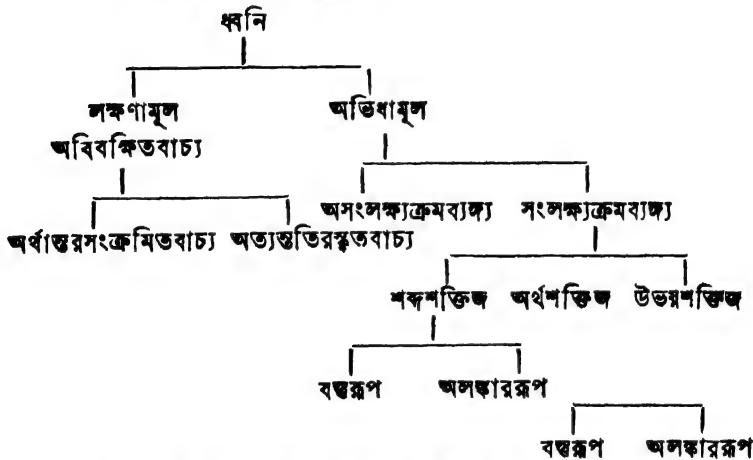 ধ্বনি
লক্ষণামূল অভিধামূল
অবিবক্ষিতবাচ্য
অসংলক্ষ্যক্রমব্যঙ্গ্য সংলক্ষ্যক্রমব্যঙ্গ্য
অর্থান্তরসংক্রমিতবাচ্য অত্যন্ততিরস্কৃতবাচ্য
শব্দশক্তিজ অর্থশক্তিজ উভয়শক্তিজ
বস্তুরূপ অলঙ্কাররূপ
বস্তুরূপ অলঙ্কাররূপ